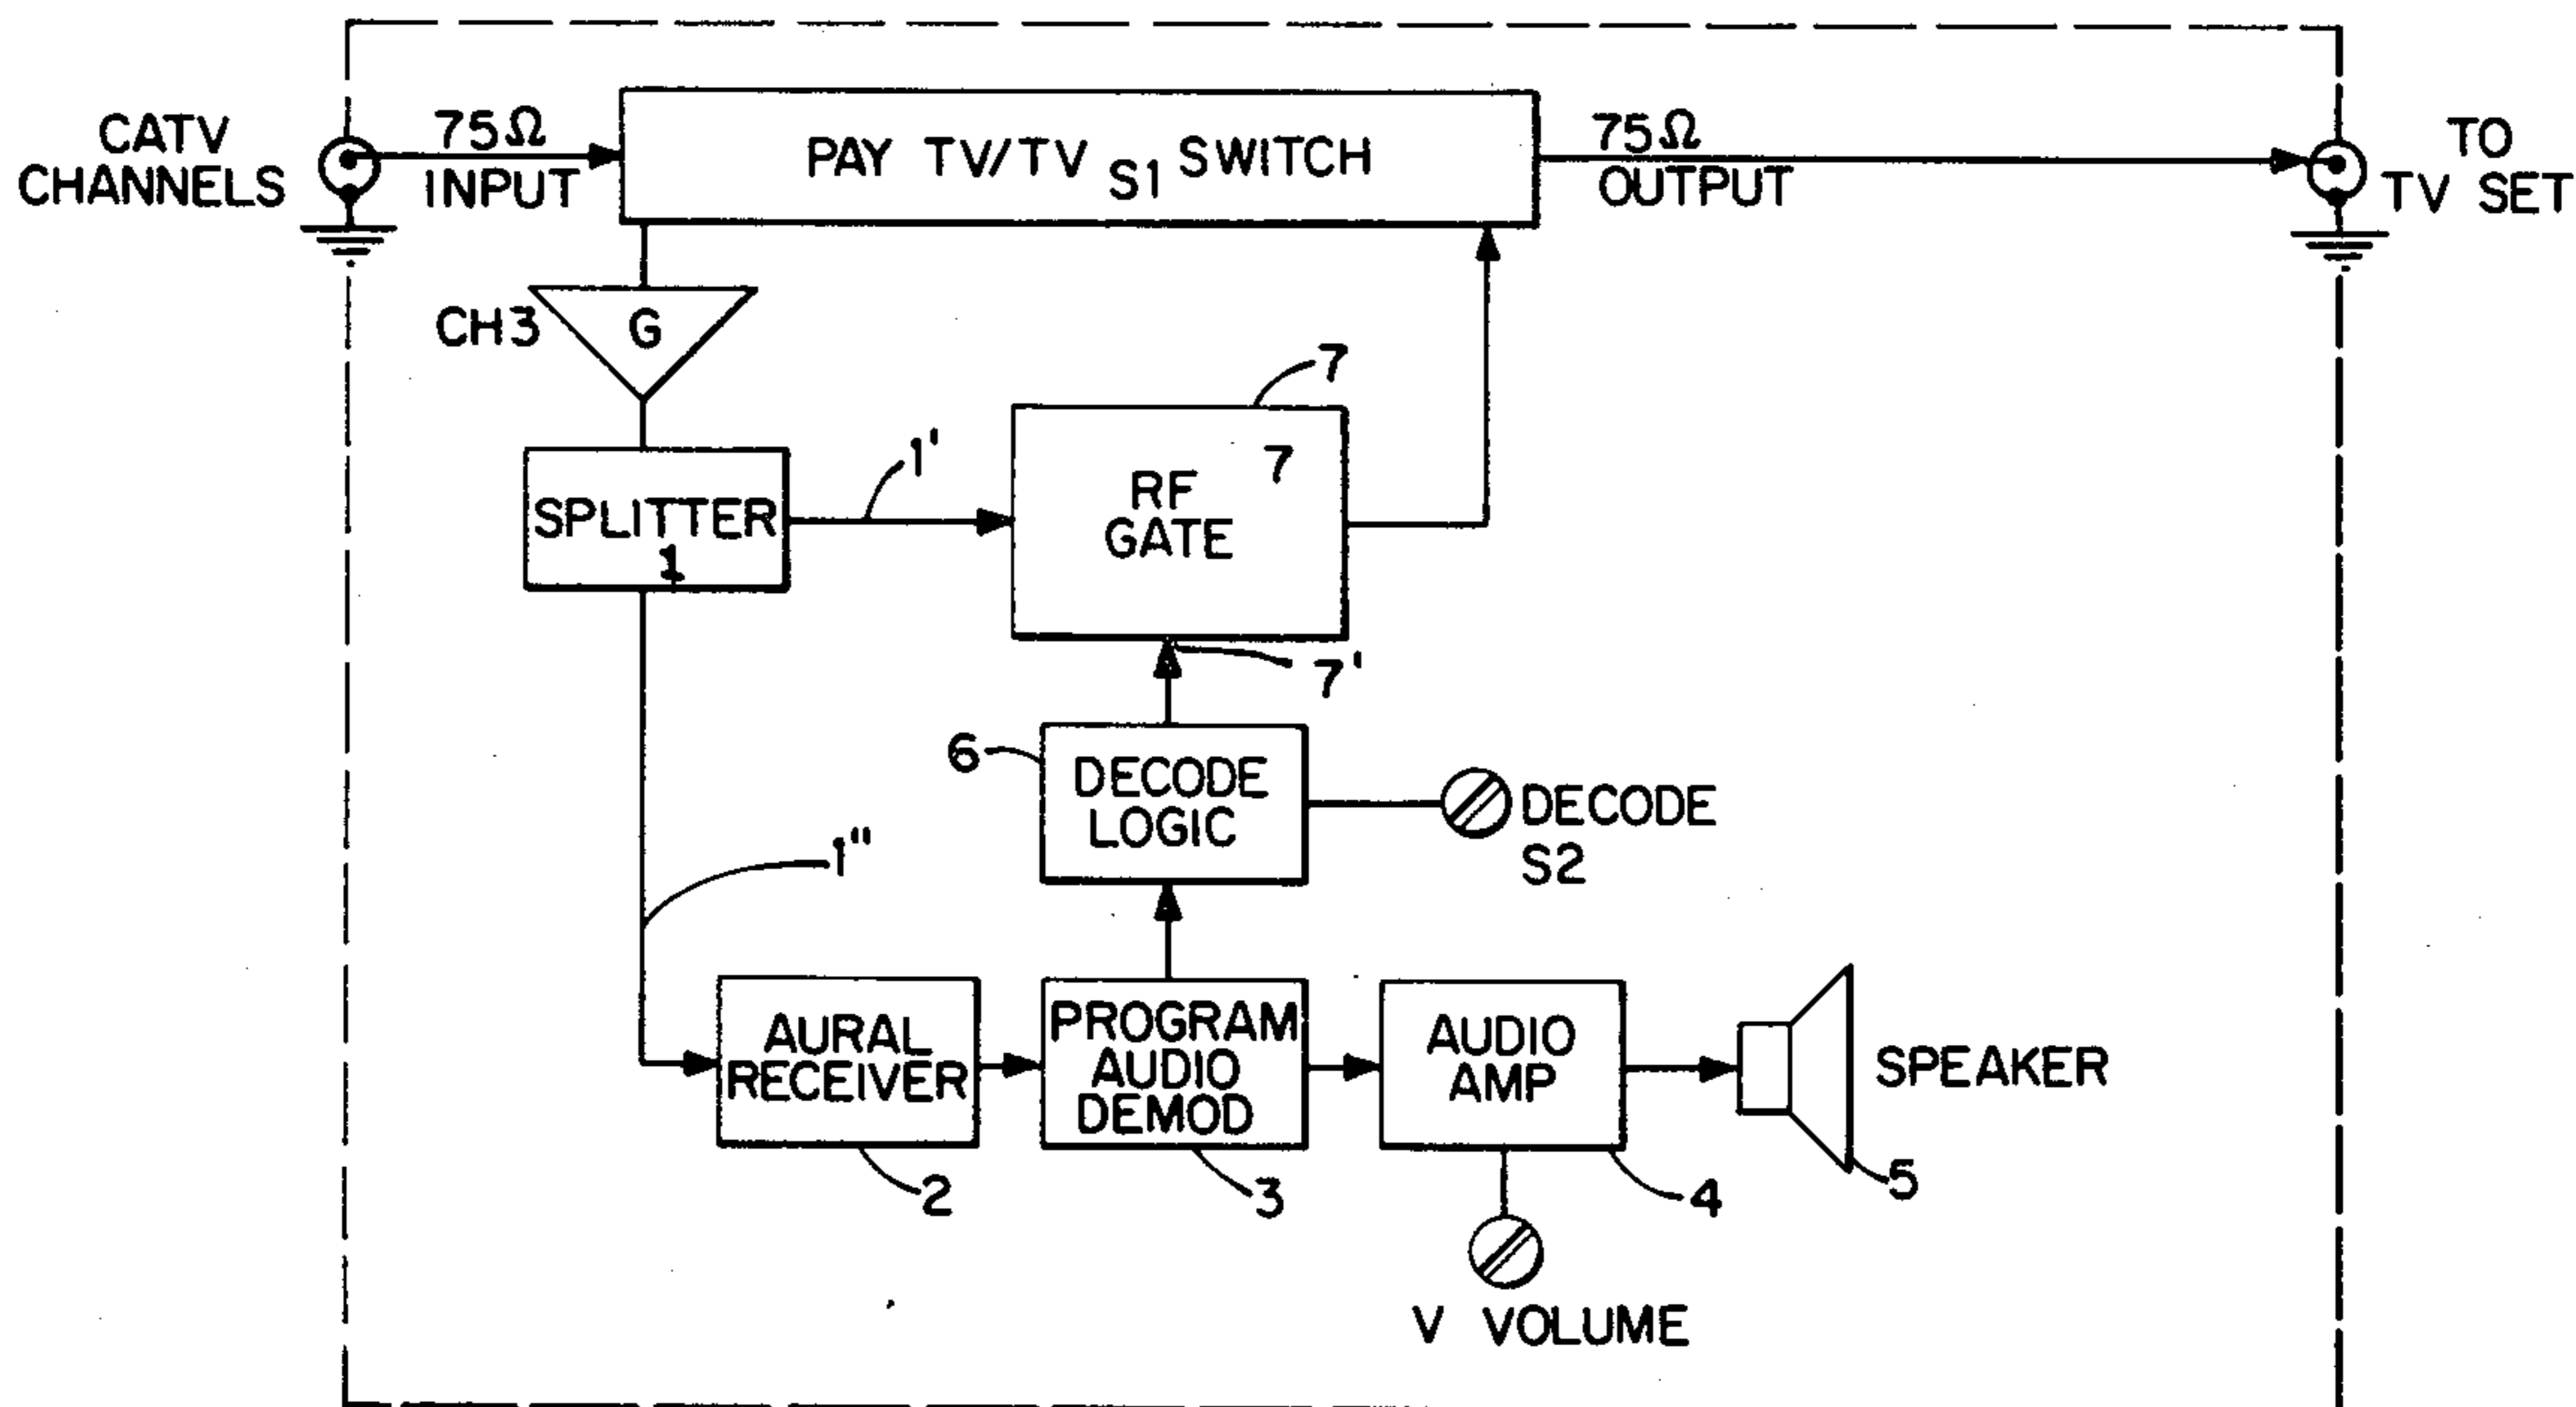 CATV
CHANNELS
75Ω
INPUT
PAY TV/TV S1 SWITCH
75Ω
OUTPUT
TO
TV SET
CH3
G
7
1'
SPLITTER
1
7
RF
GATE
7'
6
DECODE
LOGIC
DECODE
S2
1"
AURAL
RECEIVER
PROGRAM
AUDIO
DEMOD
AUDIO
AMP
SPEAKER
2
3
4
5
V VOLUME